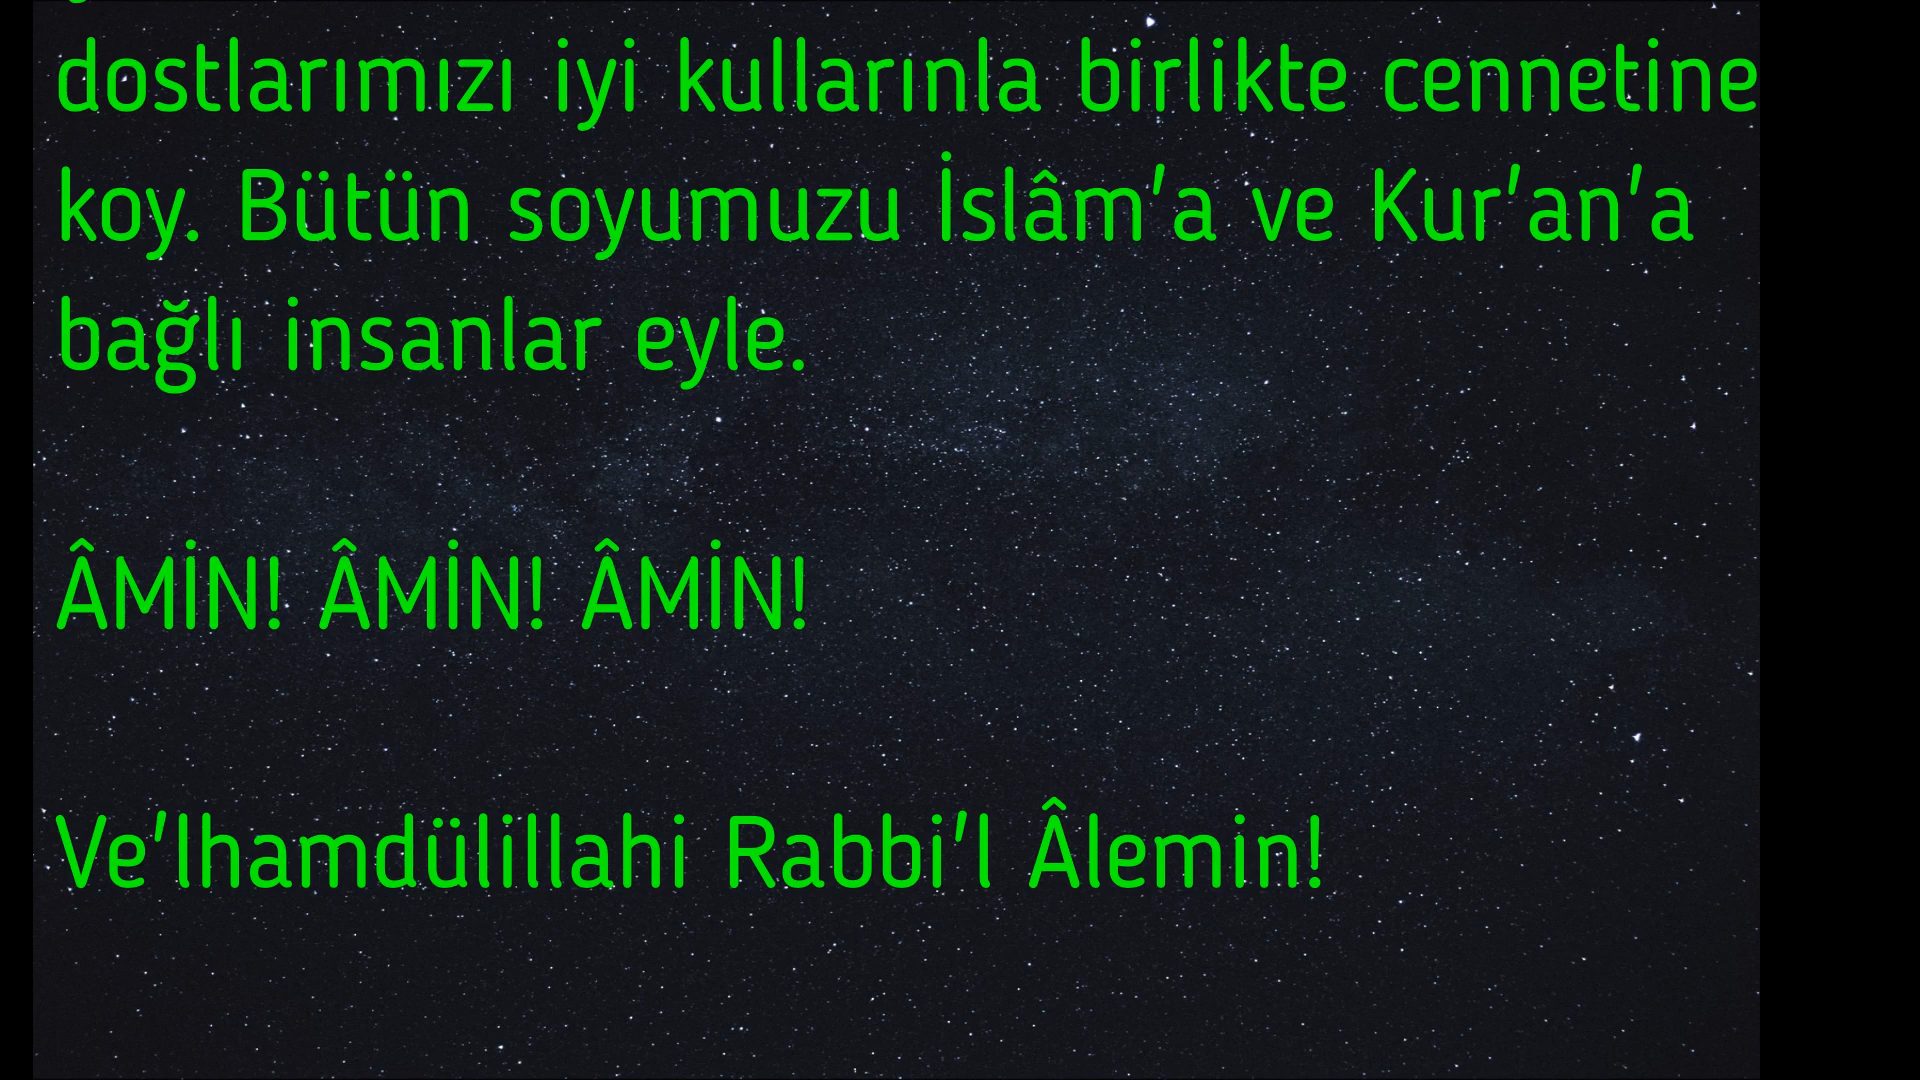 dostlarımızı iyi kullarınla birlikte cennetine
koy. Bütün soyumuzu İslâm'a ve Kur'an'a
bağlı insanlar eyle.
ÂMİN! ÂMİN! ÂMİN!
Ve'lhamdülillahi Rabbi'l Âlemin!